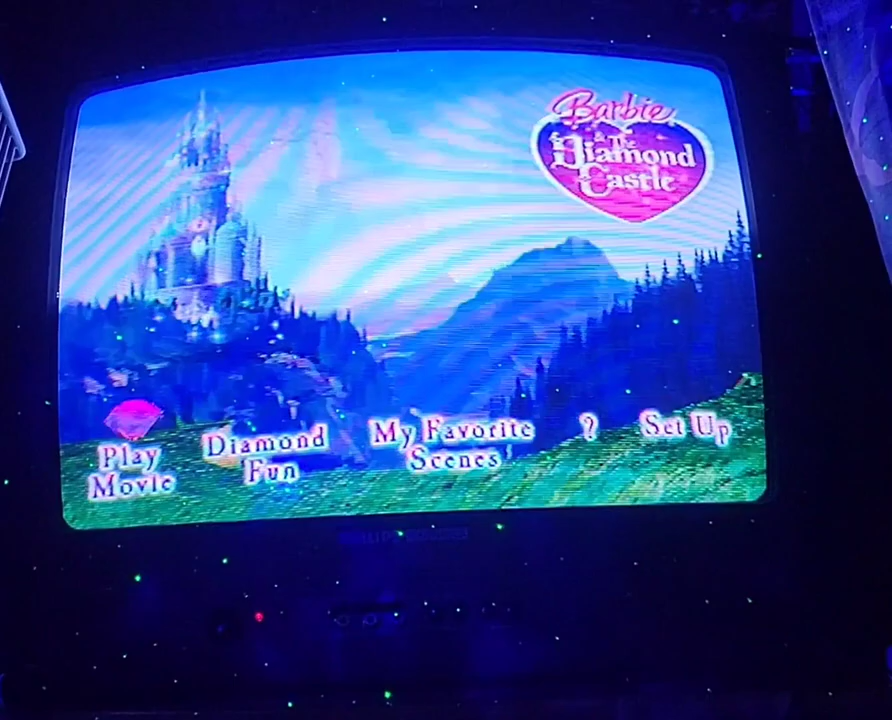 Barbie
& The
Diamond
Castle
Play
Movie
Diamond
Fun
My Favorite
Scenes
?
Set Up